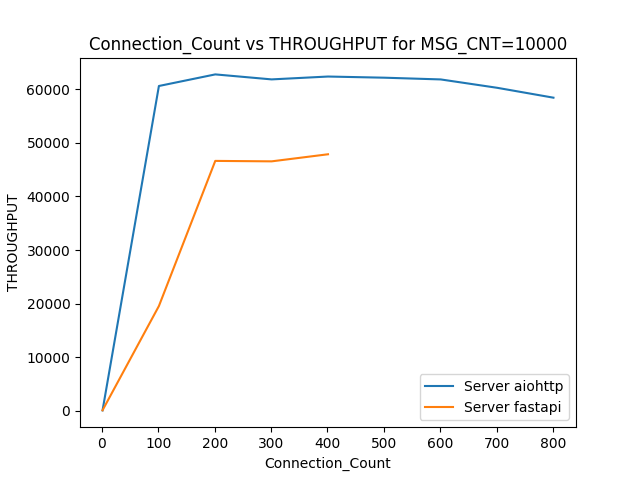 Connection_Count vs THROUGHPUT for MSG_CNT=10000
THROUGHPUT
60000
50000
40000
30000
20000
10000
0
0 100 200 300 400 500 600 700 800
Connection_Count
Server aiohttp
Server fastapi